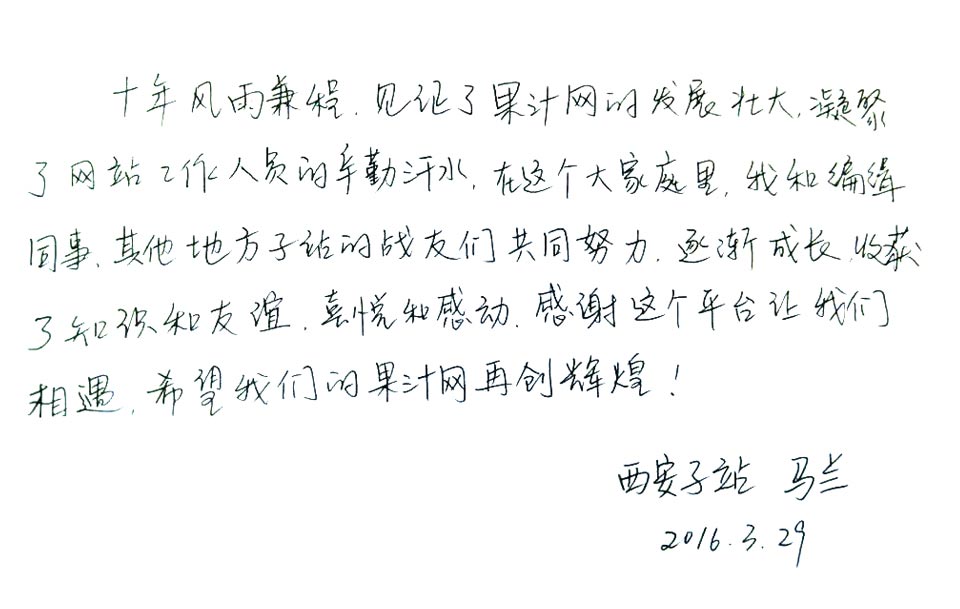 十年风雨兼程,见证了果汁网的发展壮大,凝聚
了网站工作人员的辛勤汗水,在这个大家庭里,我和编辑
同事、其他地方子站的战友们共同努力,逐渐成长,收获
了知识和友谊,喜悦和感动,感谢这个平台让我们
相遇,希望我们的果汁网再创辉煌!
西安子站 马兰
2016.3.29